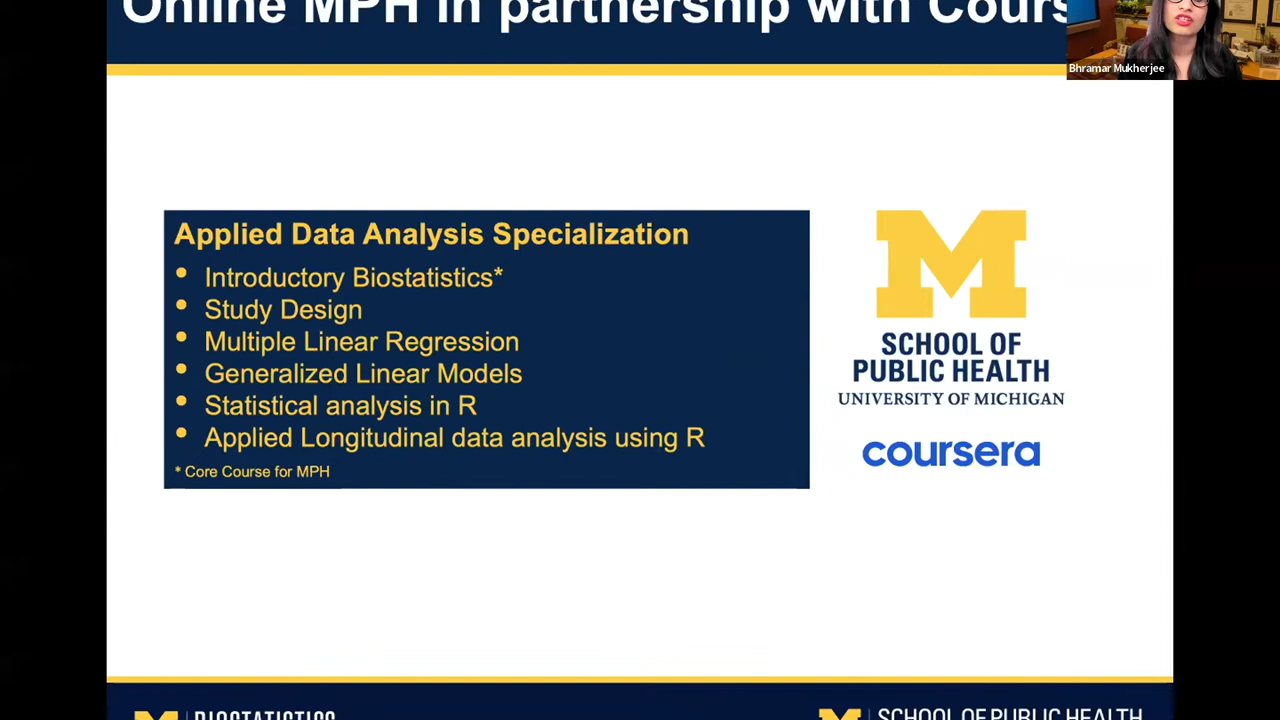 Online MPH in partnership with Cours
Bhramar Mukherjee
Applied Data Analysis Specialization
• Introductory Biostatistics*
• Study Design
• Multiple Linear Regression
• Generalized Linear Models
• Statistical analysis in R
• Applied Longitudinal data analysis using R
* Core Course for MPH
M
SCHOOL OF
PUBLIC HEALTH
UNIVERSITY OF MICHIGAN
coursera
M BIOSTATISTICS
M SCHOOL OF PUBLIC HEALTH